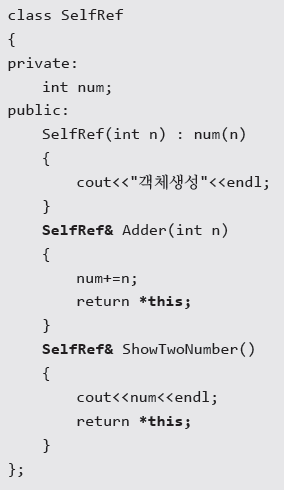 class SelfRef
{
private:
    int num;
public:
    SelfRef(int n) : num(n)
    {
        cout<<"객체생성"<<endl;
    }
    SelfRef& Adder(int n)
    {
        num+=n;
        return *this;
    }
    SelfRef& ShowTwoNumber()
    {
        cout<<num<<endl;
        return *this;
    }
};